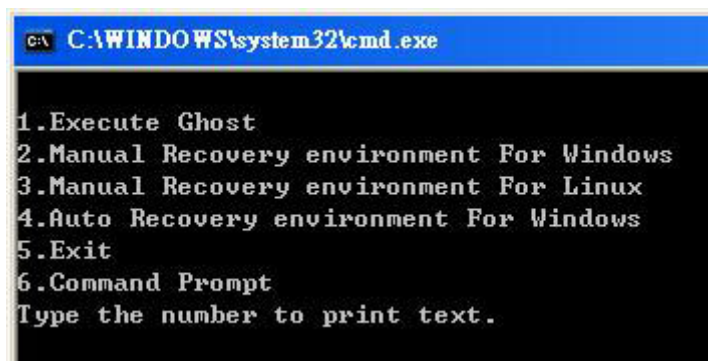 C:\WINDOWS\system32\cmd.exe
1.Execute Ghost
2.Manual Recovery environment For Windows
3.Manual Recovery environment For Linux
4.Auto Recovery environment For Windows
5.Exit
6.Command Prompt
Type the number to print text.